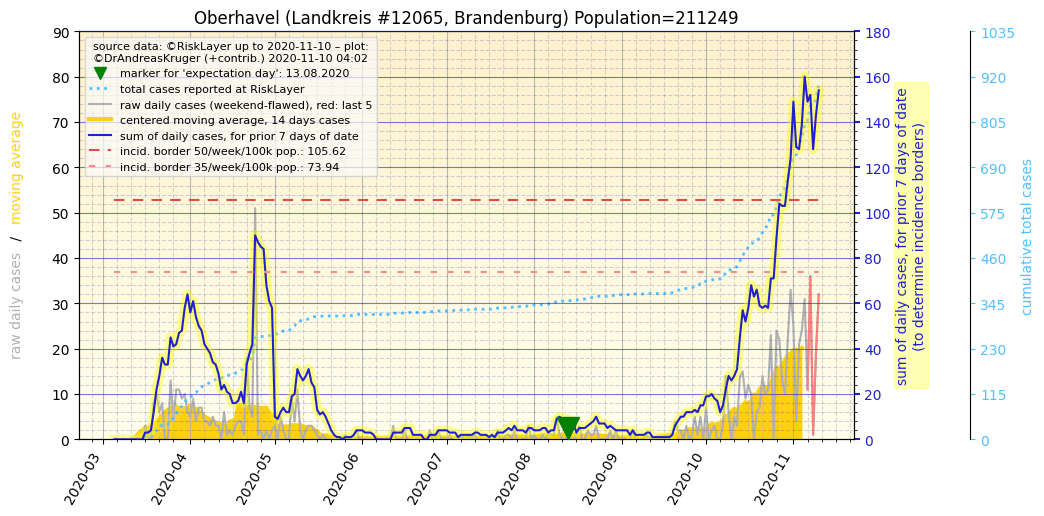 Oberhavel (Landkreis #12065, Brandenburg) Population=211249
source data: ©RiskLayer up to 2020-11-10 – plot:
©DrAndreasKruger (+contrib.) 2020-11-10 04:02
marker for 'expectation day': 13.08.2020
total cases reported at RiskLayer
raw daily cases (weekend-flawed), red: last 5
centered moving average, 14 days cases
sum of daily cases, for prior 7 days of date
incid. border 50/week/100k pop.: 105.62
incid. border 35/week/100k pop.: 73.94
raw daily cases / moving average
90
80
70
60
50
40
30
20
10
0
2020-03
2020-04
2020-05
2020-06
2020-07
2020-08
2020-09
2020-10
2020-11
180
160
140
120
100
80
60
40
20
0
sum of daily cases, for prior 7 days of date
(to determine incidence borders)
1035
920
805
690
575
460
345
230
115
0
cumulative total cases